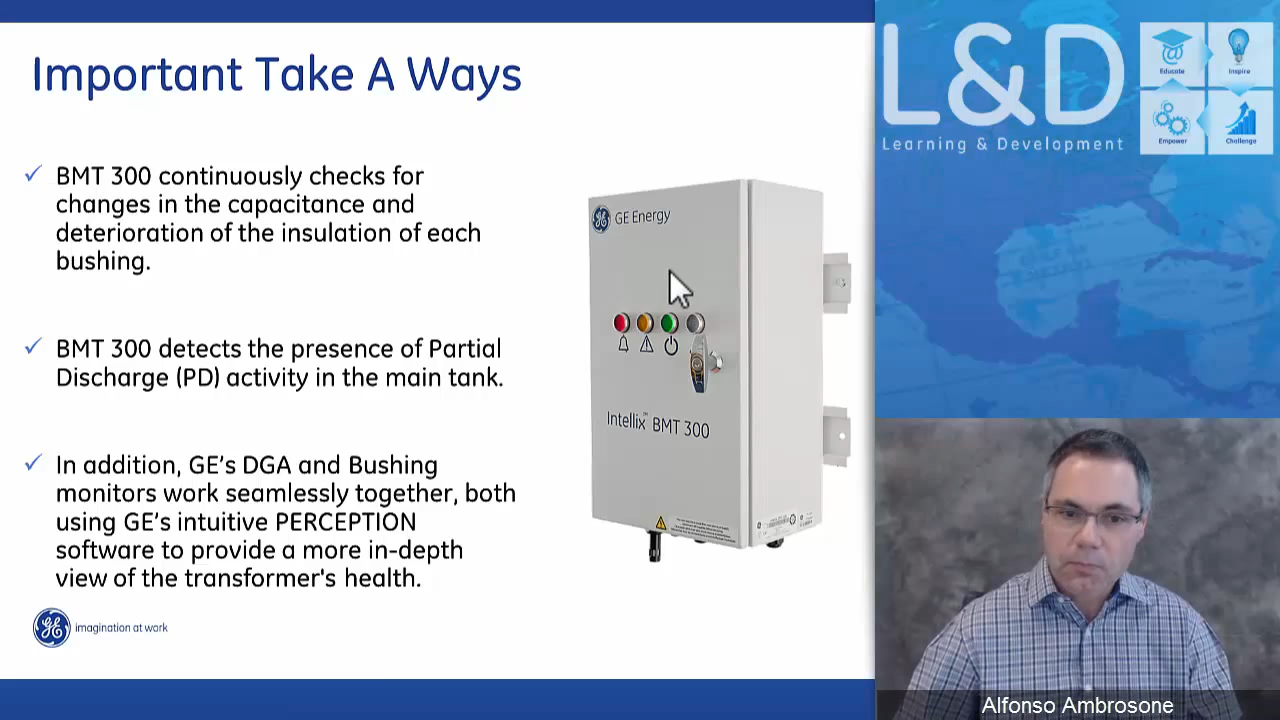 Important Take A Ways
BMT 300 continuously checks for
changes in the capacitance and
deterioration of the insulation of each
bushing.
BMT 300 detects the presence of Partial
Discharge (PD) activity in the main tank.
In addition, GE's DGA and Bushing
monitors work seamlessly together, both
using GE's intuitive PERCEPTION
software to provide a more in-depth
view of the transformer's health.
imagination at work
GE Energy
Intellix BMT 300
L&D
Learning & Development
Educate
Inspire
Empower
Challenge
Alfonso Ambrosone